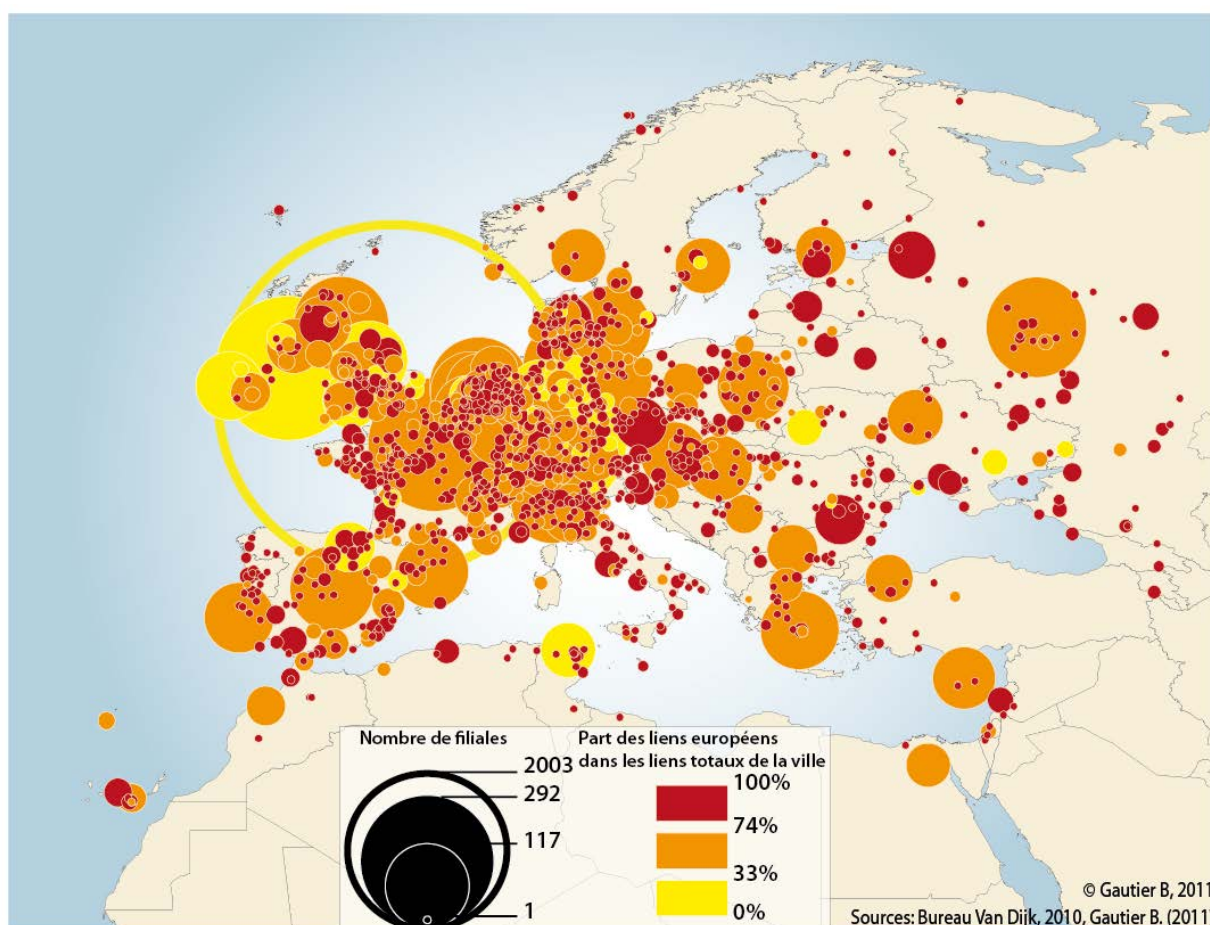 Nombre de filiales
2003
292
117
1
Part des liens européens
dans les liens totaux de la ville
100%
74%
33%
0%
© Gautier B, 2011
Sources: Bureau Van Dijk, 2010, Gautier B. (2011)